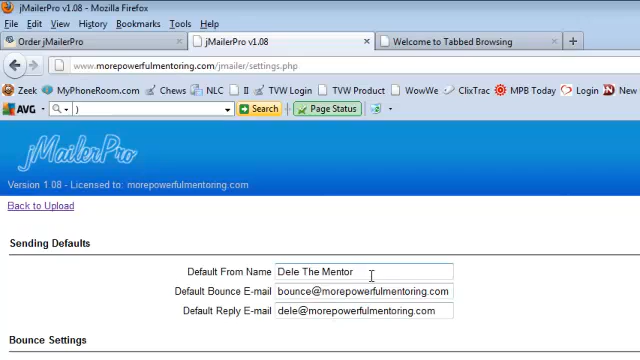 jMailerPro v1.08 - Mozilla Firefox
File Edit View History Bookmarks Tools Help
Order jMailerPro × jMailerPro v1.08 × Welcome to Tabbed Browsing × +
www.morepowerfulmentoring.com/jmailer/settings.php
Zeek MyPhoneRoom.com Chews NLC TVW Login TVW Product WowWe ClixTrac MPB Today Login New
AVG ) Search Page Status
jMailerPro
Version 1.08 - Licensed to: morepowerfulmentoring.com
Back to Upload
Sending Defaults
Default From Name Dele The Mentor
Default Bounce E-mail bounce@morepowerfulmentoring.com
Default Reply E-mail dele@morepowerfulmentoring.com
Bounce Settings